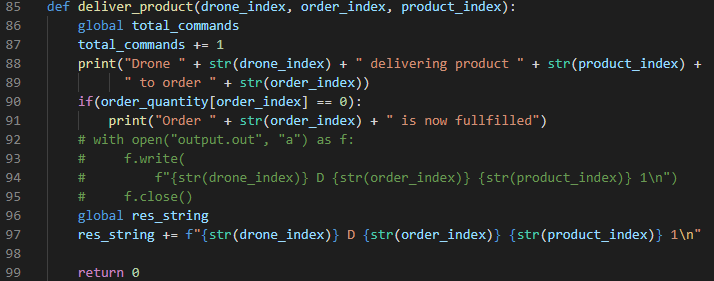 85 def deliver_product(drone_index, order_index, product_index):
86     global total_commands
87     total_commands += 1
88     print("Drone " + str(drone_index) + " delivering product " + str(product_index) +
89           " to order " + str(order_index))
90     if(order_quantity[order_index] == 0):
91         print("Order " + str(order_index) + " is now fullfilled")
92     # with open("output.out", "a") as f:
93     #     f.write(
94     #         f"{str(drone_index)} D {str(order_index)} {str(product_index)} 1\n")
95     #     f.close()
96     global res_string
97     res_string += f"{str(drone_index)} D {str(order_index)} {str(product_index)} 1\n"
98
99     return 0